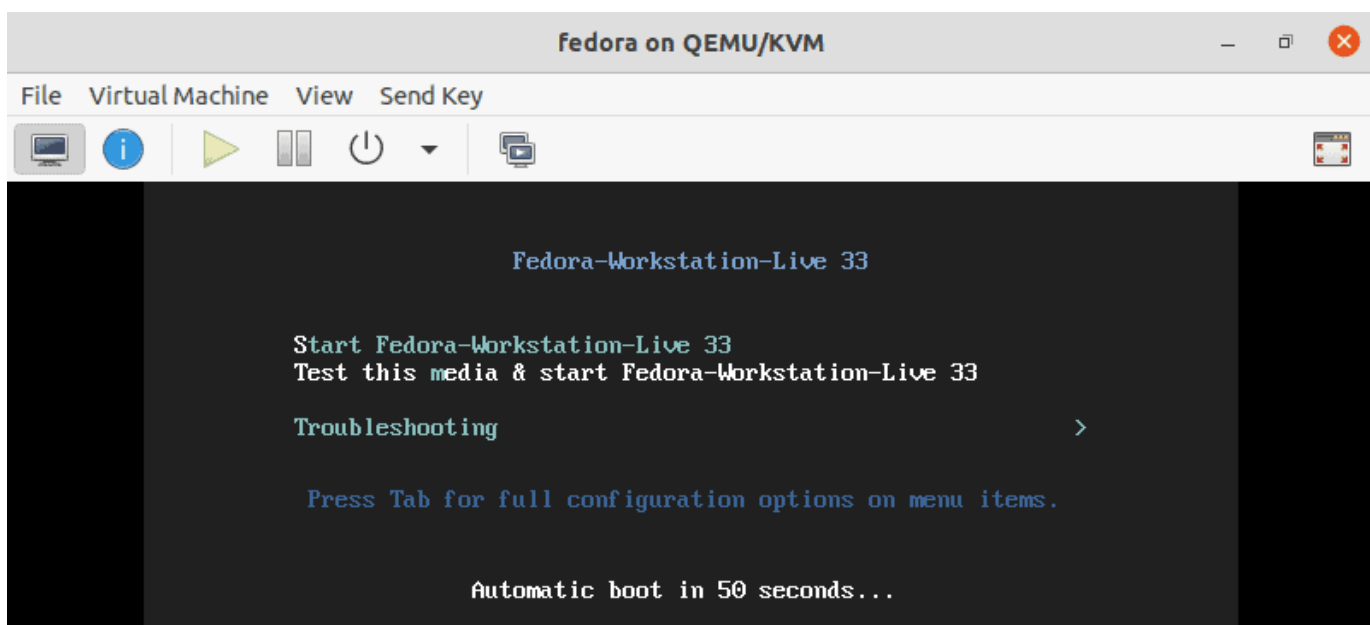 fedora on QEMU/KVM
File Virtual Machine View Send Key
Fedora-Workstation-Live 33
Start Fedora-Workstation-Live 33
Test this media & start Fedora-Workstation-Live 33
Troubleshooting >
Press Tab for full configuration options on menu items.
Automatic boot in 50 seconds...